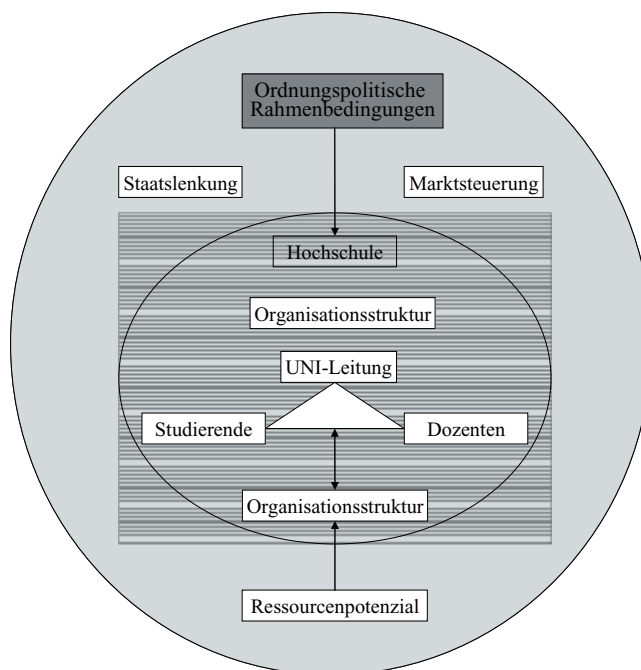 Ordnungspolitische
Rahmenbedingungen
Staatslenkung
Marktsteuerung
Hochschule
Organisationsstruktur
UNI-Leitung
Studierende
Dozenten
Organisationsstruktur
Ressourcenpotenzial